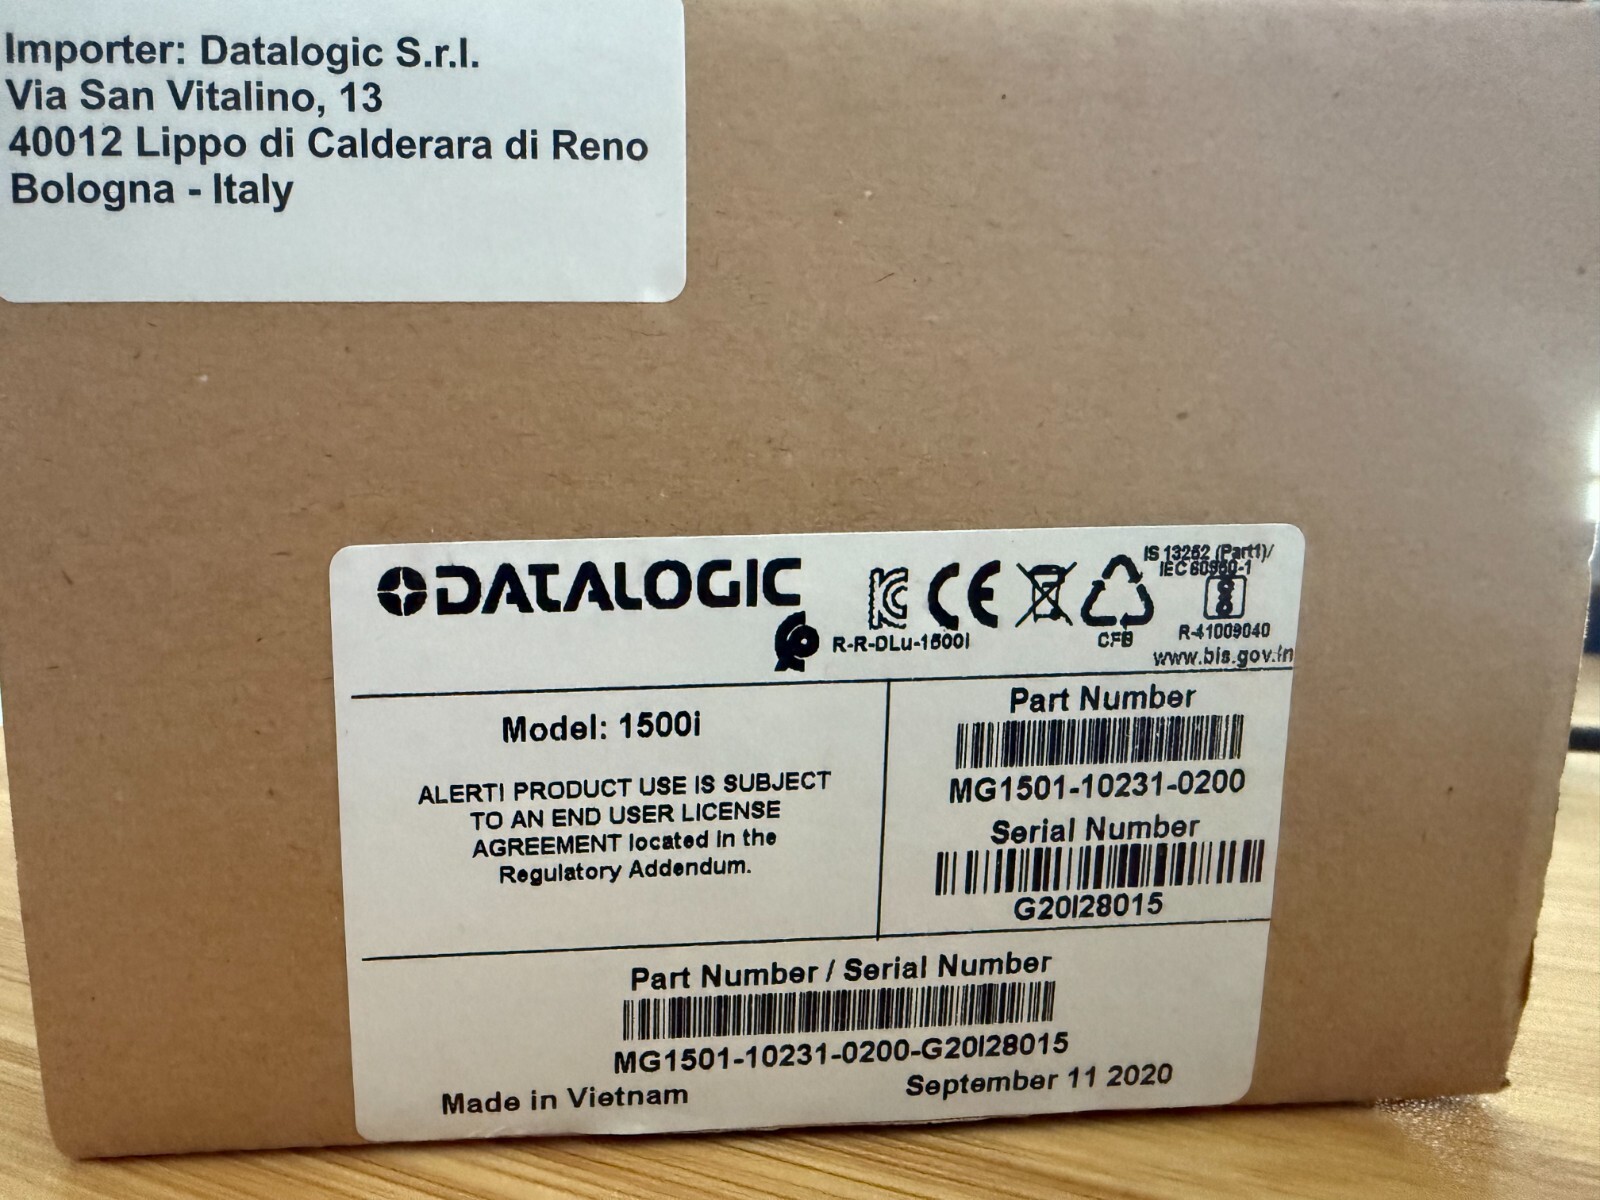 Importer: Datalogic S.r.l.
Via San Vitalino, 13
40012 Lippo di Calderara di Reno
Bologna - Italy
DATALOGIC
CE
R-R-DLu-1500i
CFB
IS 13252 (Part1)/
IEC 60950-1
R-41009040
www.bis.gov.in
Model: 1500i
ALERT! PRODUCT USE IS SUBJECT
TO AN END USER LICENSE
AGREEMENT located in the
Regulatory Addendum.
Part Number
MG1501-10231-0200
Serial Number
G20I28015
Part Number / Serial Number
MG1501-10231-0200-G20I28015
Made in Vietnam
September 11 2020